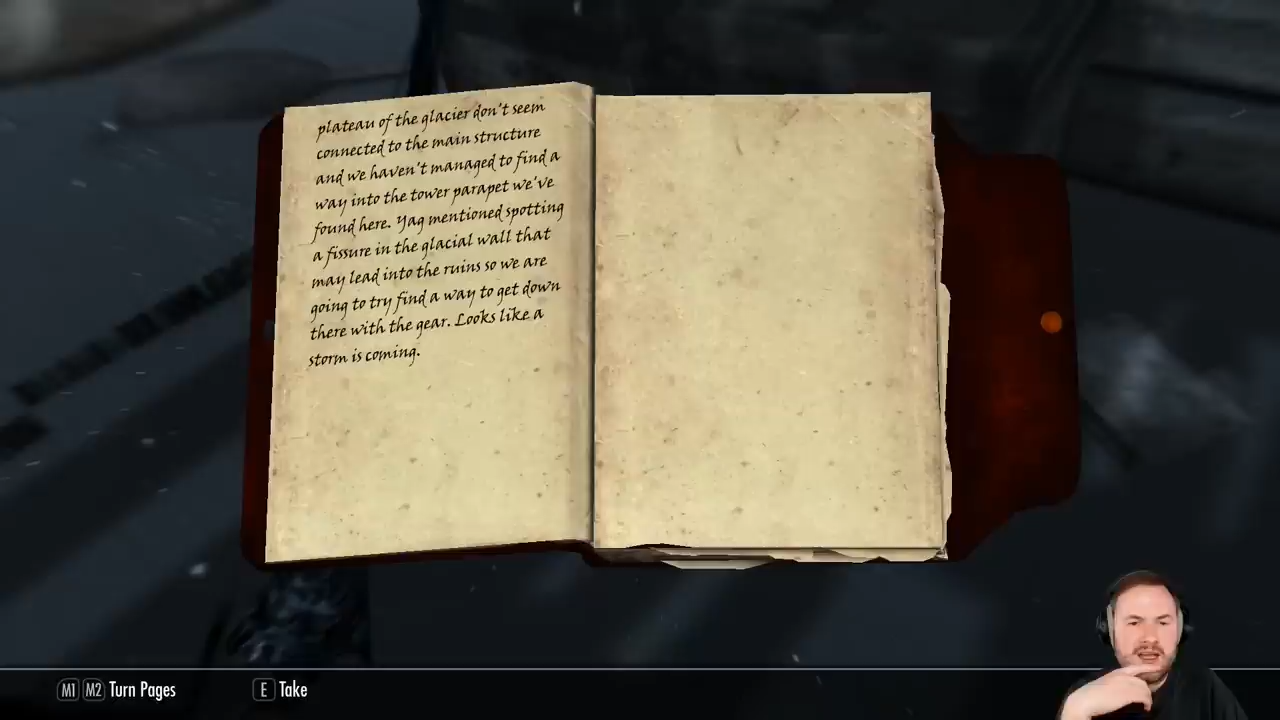 plateau of the glacier don't seem
connected to the main structure
and we haven't managed to find a
way into the tower parapet we've
found here. Yag mentioned spotting
a fissure in the glacial wall that
may lead into the ruins so we are
going to try find a way to get down
there with the gear. Looks like a
storm is coming.
M1 M2 Turn Pages
E Take